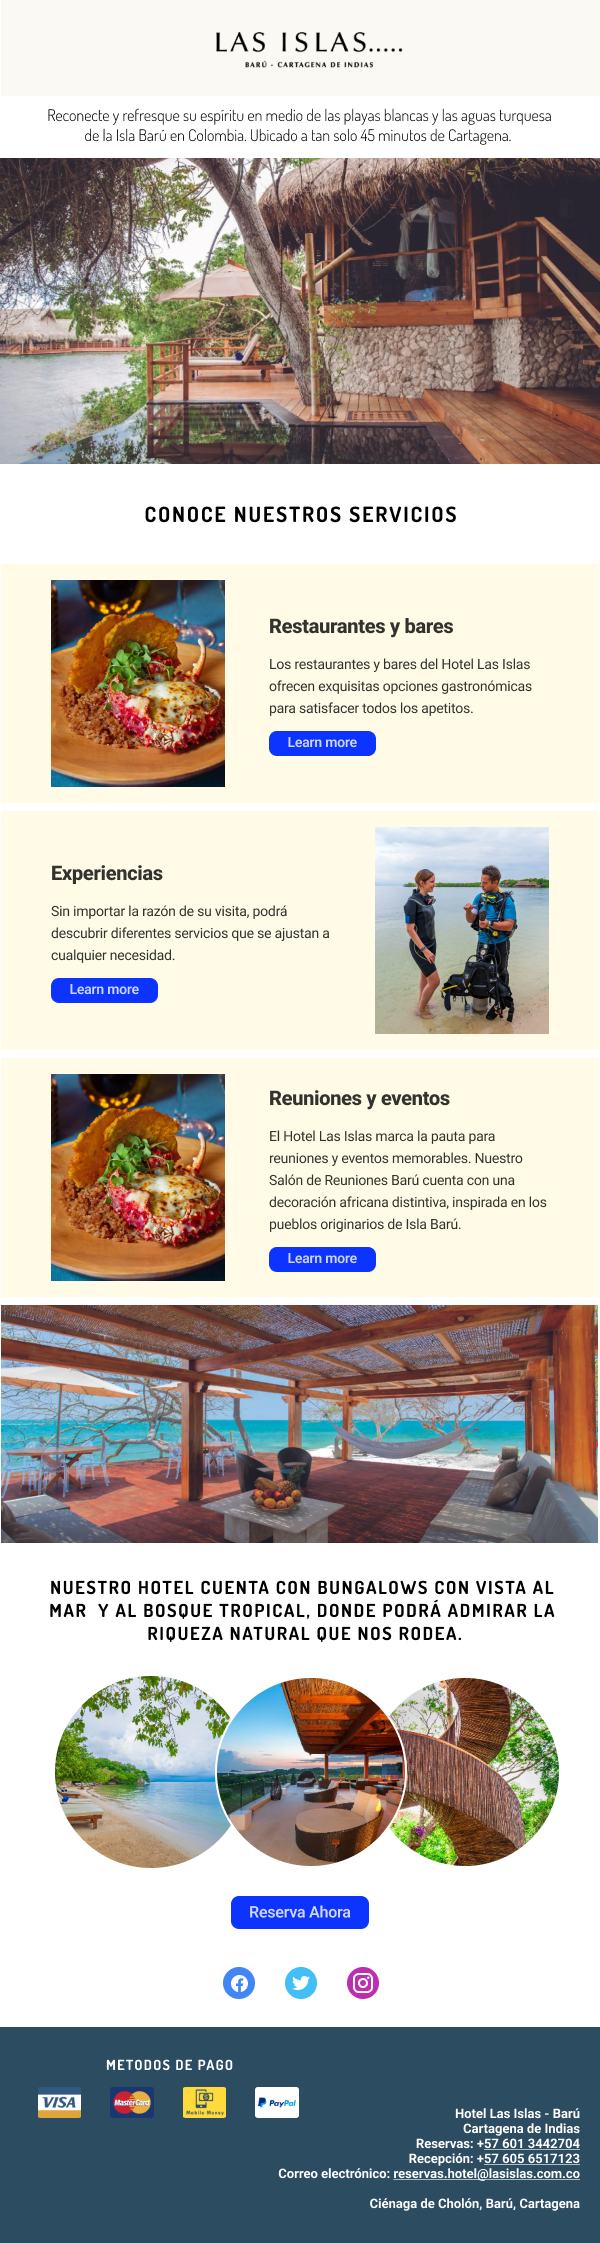 LAS ISLAS.....
BARÚ - CARTAGENA DE INDIAS
Reconecte y refresque su espíritu en medio de las playas blancas y las aguas turquesa
de la Isla Barú en Colombia. Ubicado a tan solo 45 minutos de Cartagena.
CONOCE NUESTROS SERVICIOS
Restaurantes y bares
Los restaurantes y bares del Hotel Las Islas
ofrecen exquisitas opciones gastronómicas
para satisfacer todos los apetitos.
Learn more
Experiencias
Sin importar la razón de su visita, podrá
descubrir diferentes servicios que se ajustan a
cualquier necesidad.
Learn more
Reuniones y eventos
El Hotel Las Islas marca la pauta para
reuniones y eventos memorables. Nuestro
Salón de Reuniones Barú cuenta con una
decoración africana distintiva, inspirada en los
pueblos originarios de Isla Barú.
Learn more
NUESTRO HOTEL CUENTA CON BUNGALOWS CON VISTA AL
MAR Y AL BOSQUE TROPICAL, DONDE PODRÁ ADMIRAR LA
RIQUEZA NATURAL QUE NOS RODEA.
Reserva Ahora
METODOS DE PAGO
VISA MasterCard Mobile Money PayPal
Hotel Las Islas - Barú
Cartagena de Indias
Reservas: +57 601 3442704
Recepción: +57 605 6517123
Correo electrónico: reservas.hotel@lasislas.com.co
Ciénaga de Cholón, Barú, Cartagena